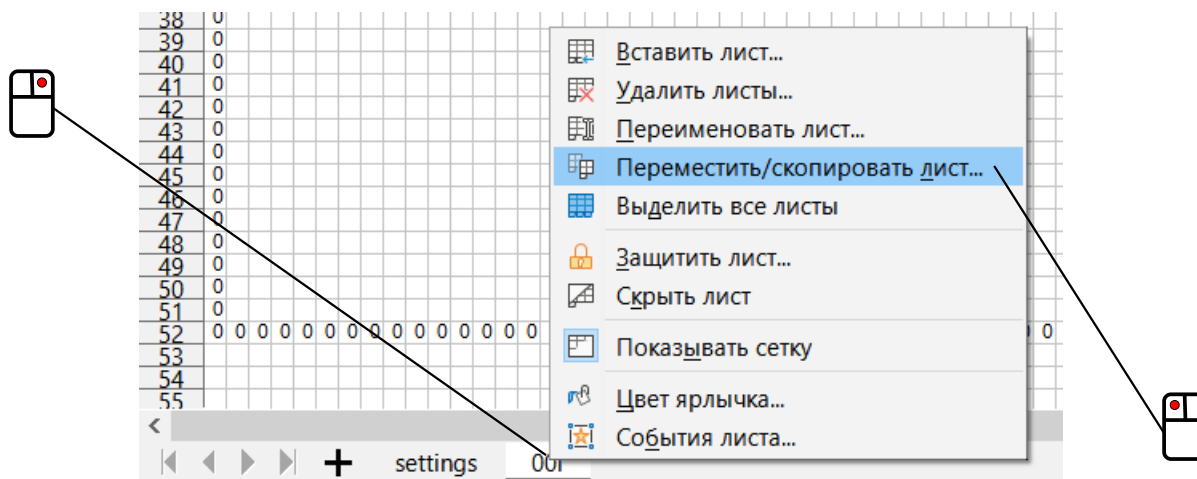 38 0
39 0
40 0
41 0
42 0
43 0
44 0
45 0
46 0
47 0
48 0
49 0
50 0
51 0
52 0 0 0 0 0 0 0 0 0 0 0 0 0 0 0 0
53
54
55
Вставить лист...
Удалить листы...
Переименовать лист...
Переместить/скопировать лист...
Выделить все листы
Защитить лист...
Скрыть лист
Показывать сетку
Цвет ярлычка...
События листа...
settings